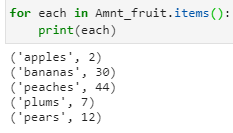 for each in Amnt_fruit.items():
    print(each)
('apples', 2)
('bananas', 30)
('peaches', 44)
('plums', 7)
('pears', 12)